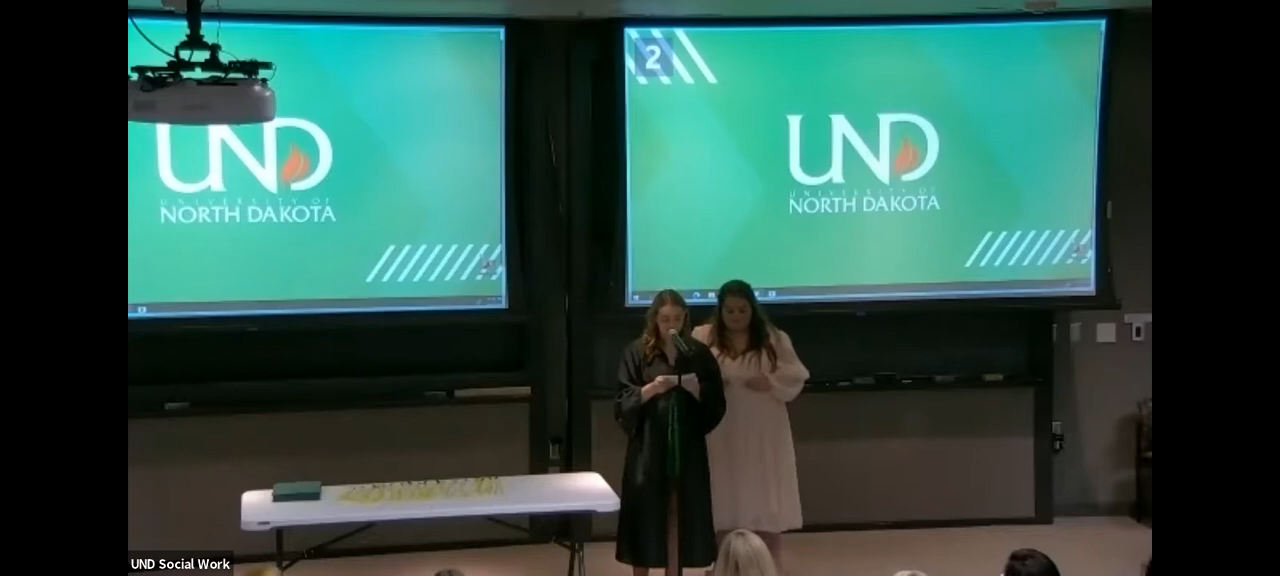 UND
UNIVERSITY OF
NORTH DAKOTA
2
UND
UNIVERSITY OF
NORTH DAKOTA
UND Social Work